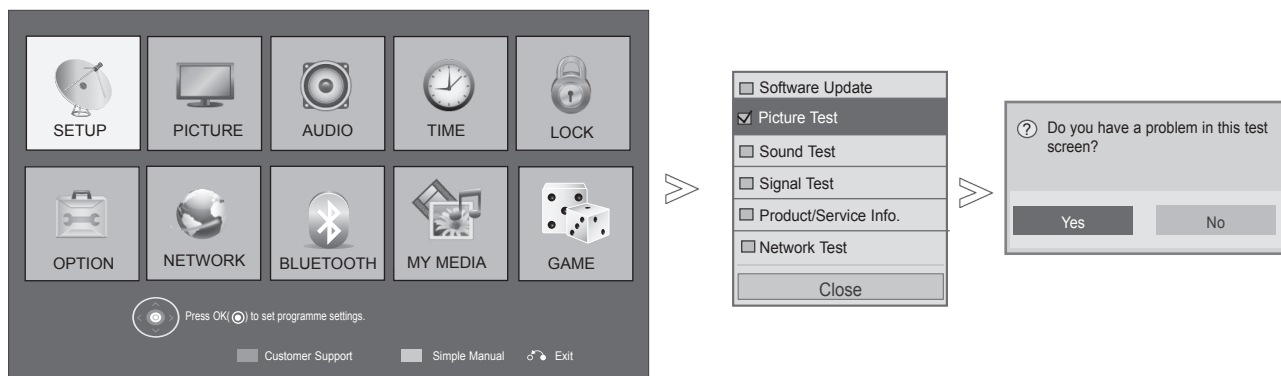 SETUP
PICTURE
AUDIO
TIME
LOCK
OPTION
NETWORK
BLUETOOTH
MY MEDIA
GAME
Press OK(◉) to set programme settings.
Customer Support
Simple Manual
Exit
Software Update
Picture Test
Sound Test
Signal Test
Product/Service Info.
Network Test
Close
? Do you have a problem in this test
screen?
Yes
No